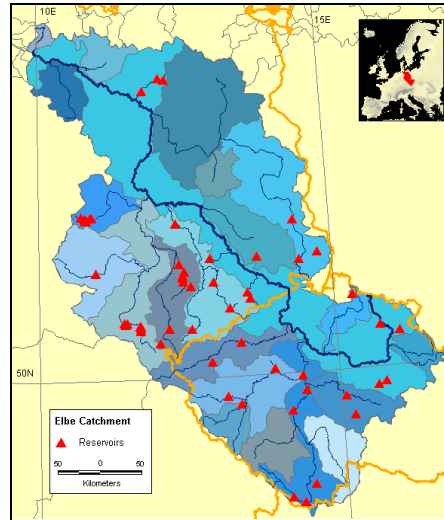 10E
15E
50N
Elbe Catchment
Reservoirs
50 0 50
Kilometers